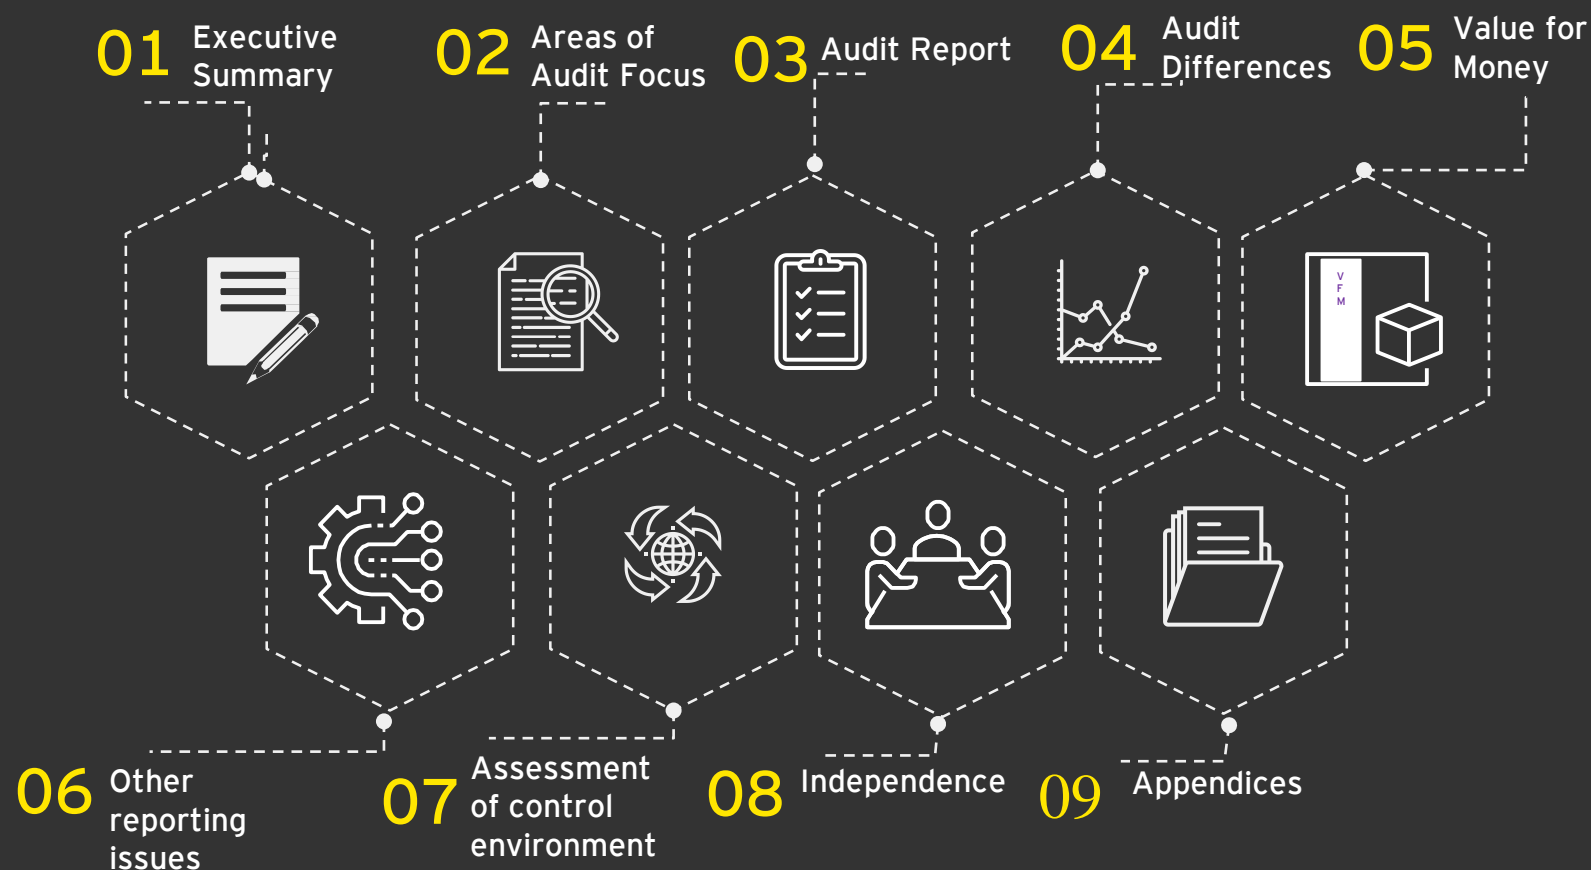 01 Executive
Summary
02 Areas of
Audit Focus
03 Audit Report
04 Audit
Differences
05 Value for
Money
V
F
M
06 Other
reporting
issues
07 Assessment
of control
environment
08 Independence
09 Appendices